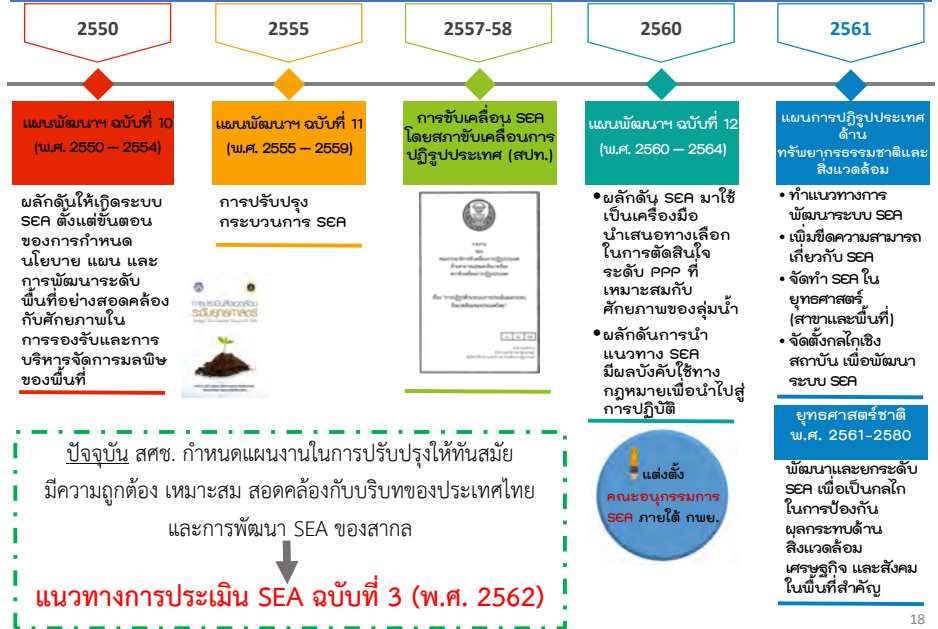 2550
2555
2557-58
2560
2561
แผนพัฒนาฯ ฉบับที่ 10
(พ.ศ. 2550 – 2554)
ผลักดันให้เกิดระบบ
SEA ตั้งแต่ขั้นตอน
ของการกำหนด
นโยบาย แผน และ
การพัฒนาระดับ
พื้นที่อย่างสอดคล้อง
กับศักยภาพใน
การรองรับและการ
บริหารจัดการมลพิษ
ของพื้นที่
แผนพัฒนาฯ ฉบับที่ 11
(พ.ศ. 2555 – 2559)
การปรับปรุง
กระบวนการ SEA
การประเมินสิ่งแวดล้อม
ระดับยุทธศาสตร์
การขับเคลื่อน SEA
โดยสภาขับเคลื่อนการ
ปฏิรูปประเทศ (สปท.)
รายงาน
ของ
แผนพัฒนาฯ ฉบับที่ 12
(พ.ศ. 2560 – 2564)
•ผลักดัน SEA มาใช้
เป็นเครื่องมือ
นำเสนอทางเลือก
ในการตัดสินใจ
ระดับ PPP ที่
เหมาะสมกับ
ศักยภาพของลุ่มน้ำ
•ผลักดันการนำ
แนวทาง SEA
มีผลบังคับใช้ทาง
กฎหมายเพื่อนำไปสู่
การปฏิบัติ
แต่งตั้ง
คณะอนุกรรมการ
SEA ภายใต้ กพย.
แผนการปฏิรูปประเทศ
ด้าน
ทรัพยากรธรรมชาติและ
สิ่งแวดล้อม
• ทำแนวทางการ
พัฒนาระบบ SEA
• เพิ่มขีดความสามารถ
เกี่ยวกับ SEA
• จัดทำ SEA ใน
ยุทธศาสตร์
(สาขาและพื้นที่)
• จัดตั้งกลไกเชิง
สถาบัน เพื่อพัฒนา
ระบบ SEA
ยุทธศาสตร์ชาติ
พ.ศ. 2561-2580
พัฒนาและยกระดับ
SEA เพื่อเป็นกลไก
ในการป้องกัน
ผลกระทบด้าน
สิ่งแวดล้อม
เศรษฐกิจ และสังคม
ในพื้นที่สำคัญ
ปัจจุบัน สศช. กำหนดแผนงานในการปรับปรุงให้ทันสมัย
มีความถูกต้อง เหมาะสม สอดคล้องกับบริบทของประเทศไทย
และการพัฒนา SEA ของสากล
แนวทางการประเมิน SEA ฉบับที่ 3 (พ.ศ. 2562)
18